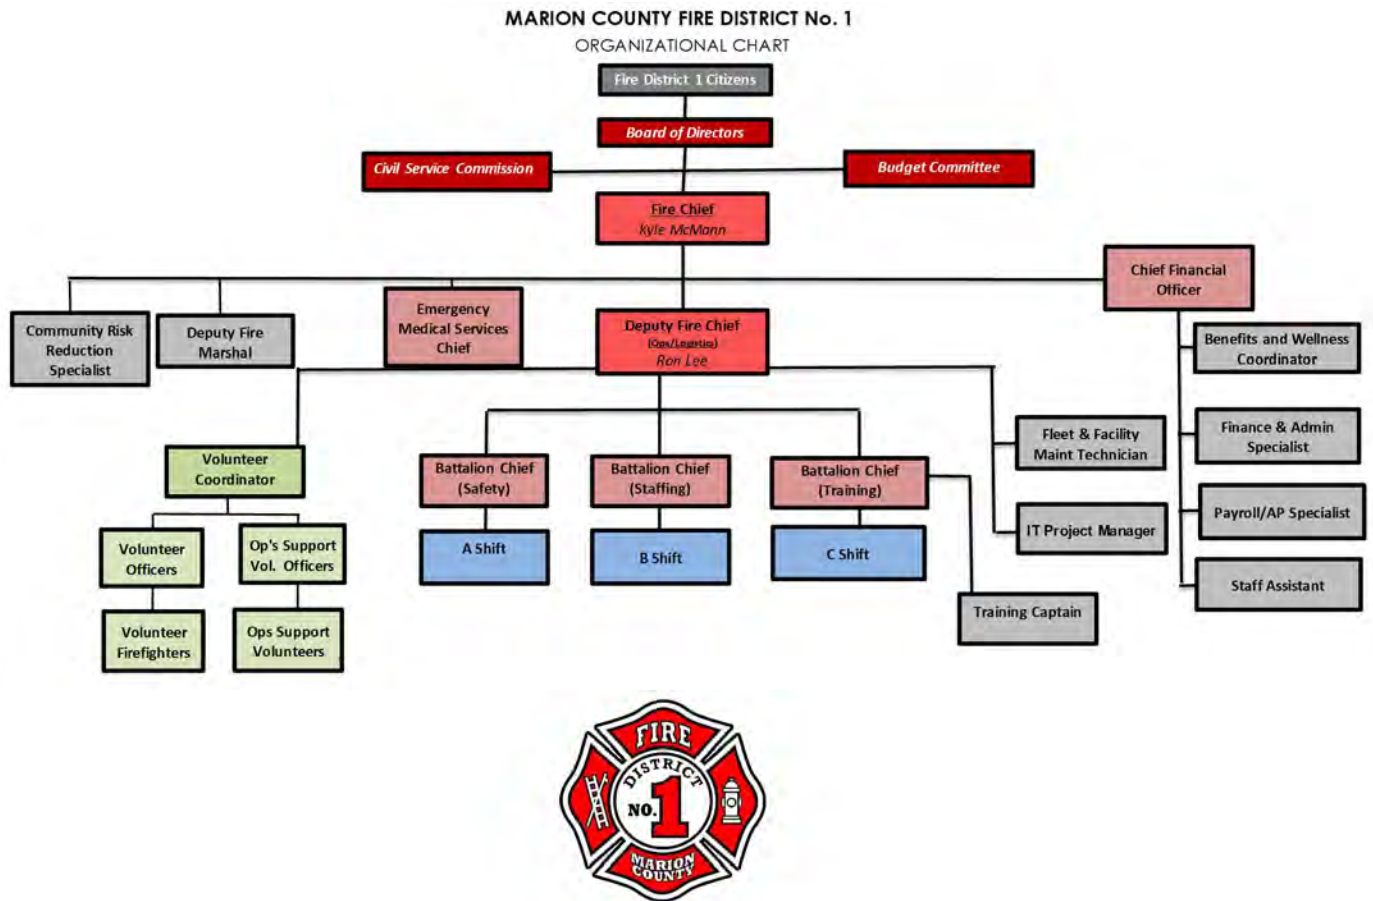 MARION COUNTY FIRE DISTRICT No. 1
ORGANIZATIONAL CHART
Fire District 1 Citizens
Board of Directors
Civil Service Commission
Budget Committee
Fire Chief
Kyle McMann
Chief Financial
Officer
Community Risk
Reduction
Specialist
Deputy Fire
Marshal
Emergency
Medical Services
Chief
Deputy Fire Chief
(Ops/Logistics)
Ron Lee
Benefits and Wellness
Coordinator
Volunteer
Coordinator
Battalion Chief
(Safety)
Battalion Chief
(Staffing)
Battalion Chief
(Training)
Fleet & Facility
Maint Technician
Finance & Admin
Specialist
Volunteer
Officers
Op's Support
Vol. Officers
A Shift
B Shift
C Shift
IT Project Manager
Payroll/AP Specialist
Staff Assistant
Volunteer
Firefighters
Ops Support
Volunteers
Training Captain
FIRE
DISTRICT
NO. 1
MARION
COUNTY